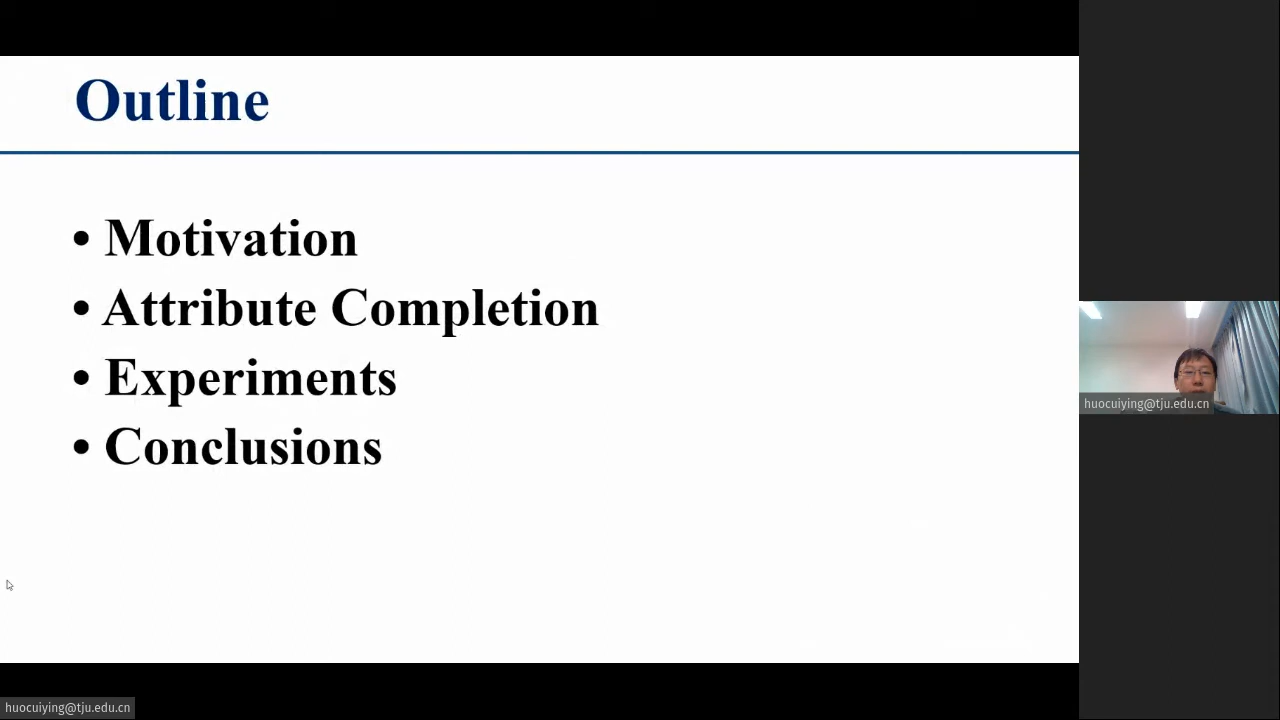 Outline
• Motivation
• Attribute Completion
• Experiments
• Conclusions
huocuiying@tju.edu.cn
huocuiying@tju.edu.cn